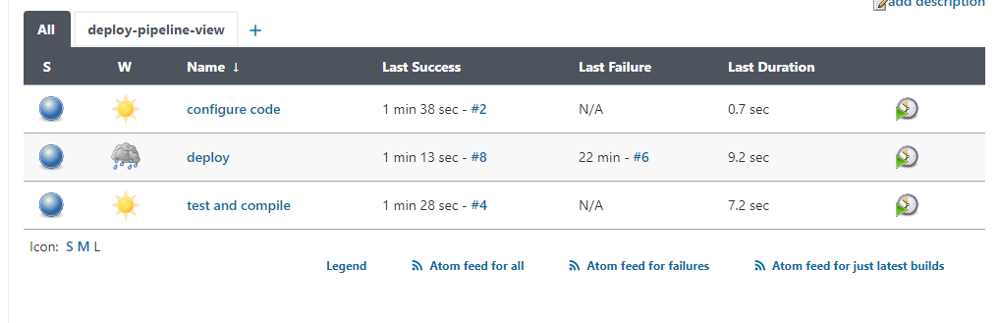 add description
All deploy-pipeline-view +
S W Name ↓ Last Success Last Failure Last Duration
configure code 1 min 38 sec - #2 N/A 0.7 sec
deploy 1 min 13 sec - #8 22 min - #6 9.2 sec
test and compile 1 min 28 sec - #4 N/A 7.2 sec
Icon: S M L
Legend Atom feed for all Atom feed for failures Atom feed for just latest builds